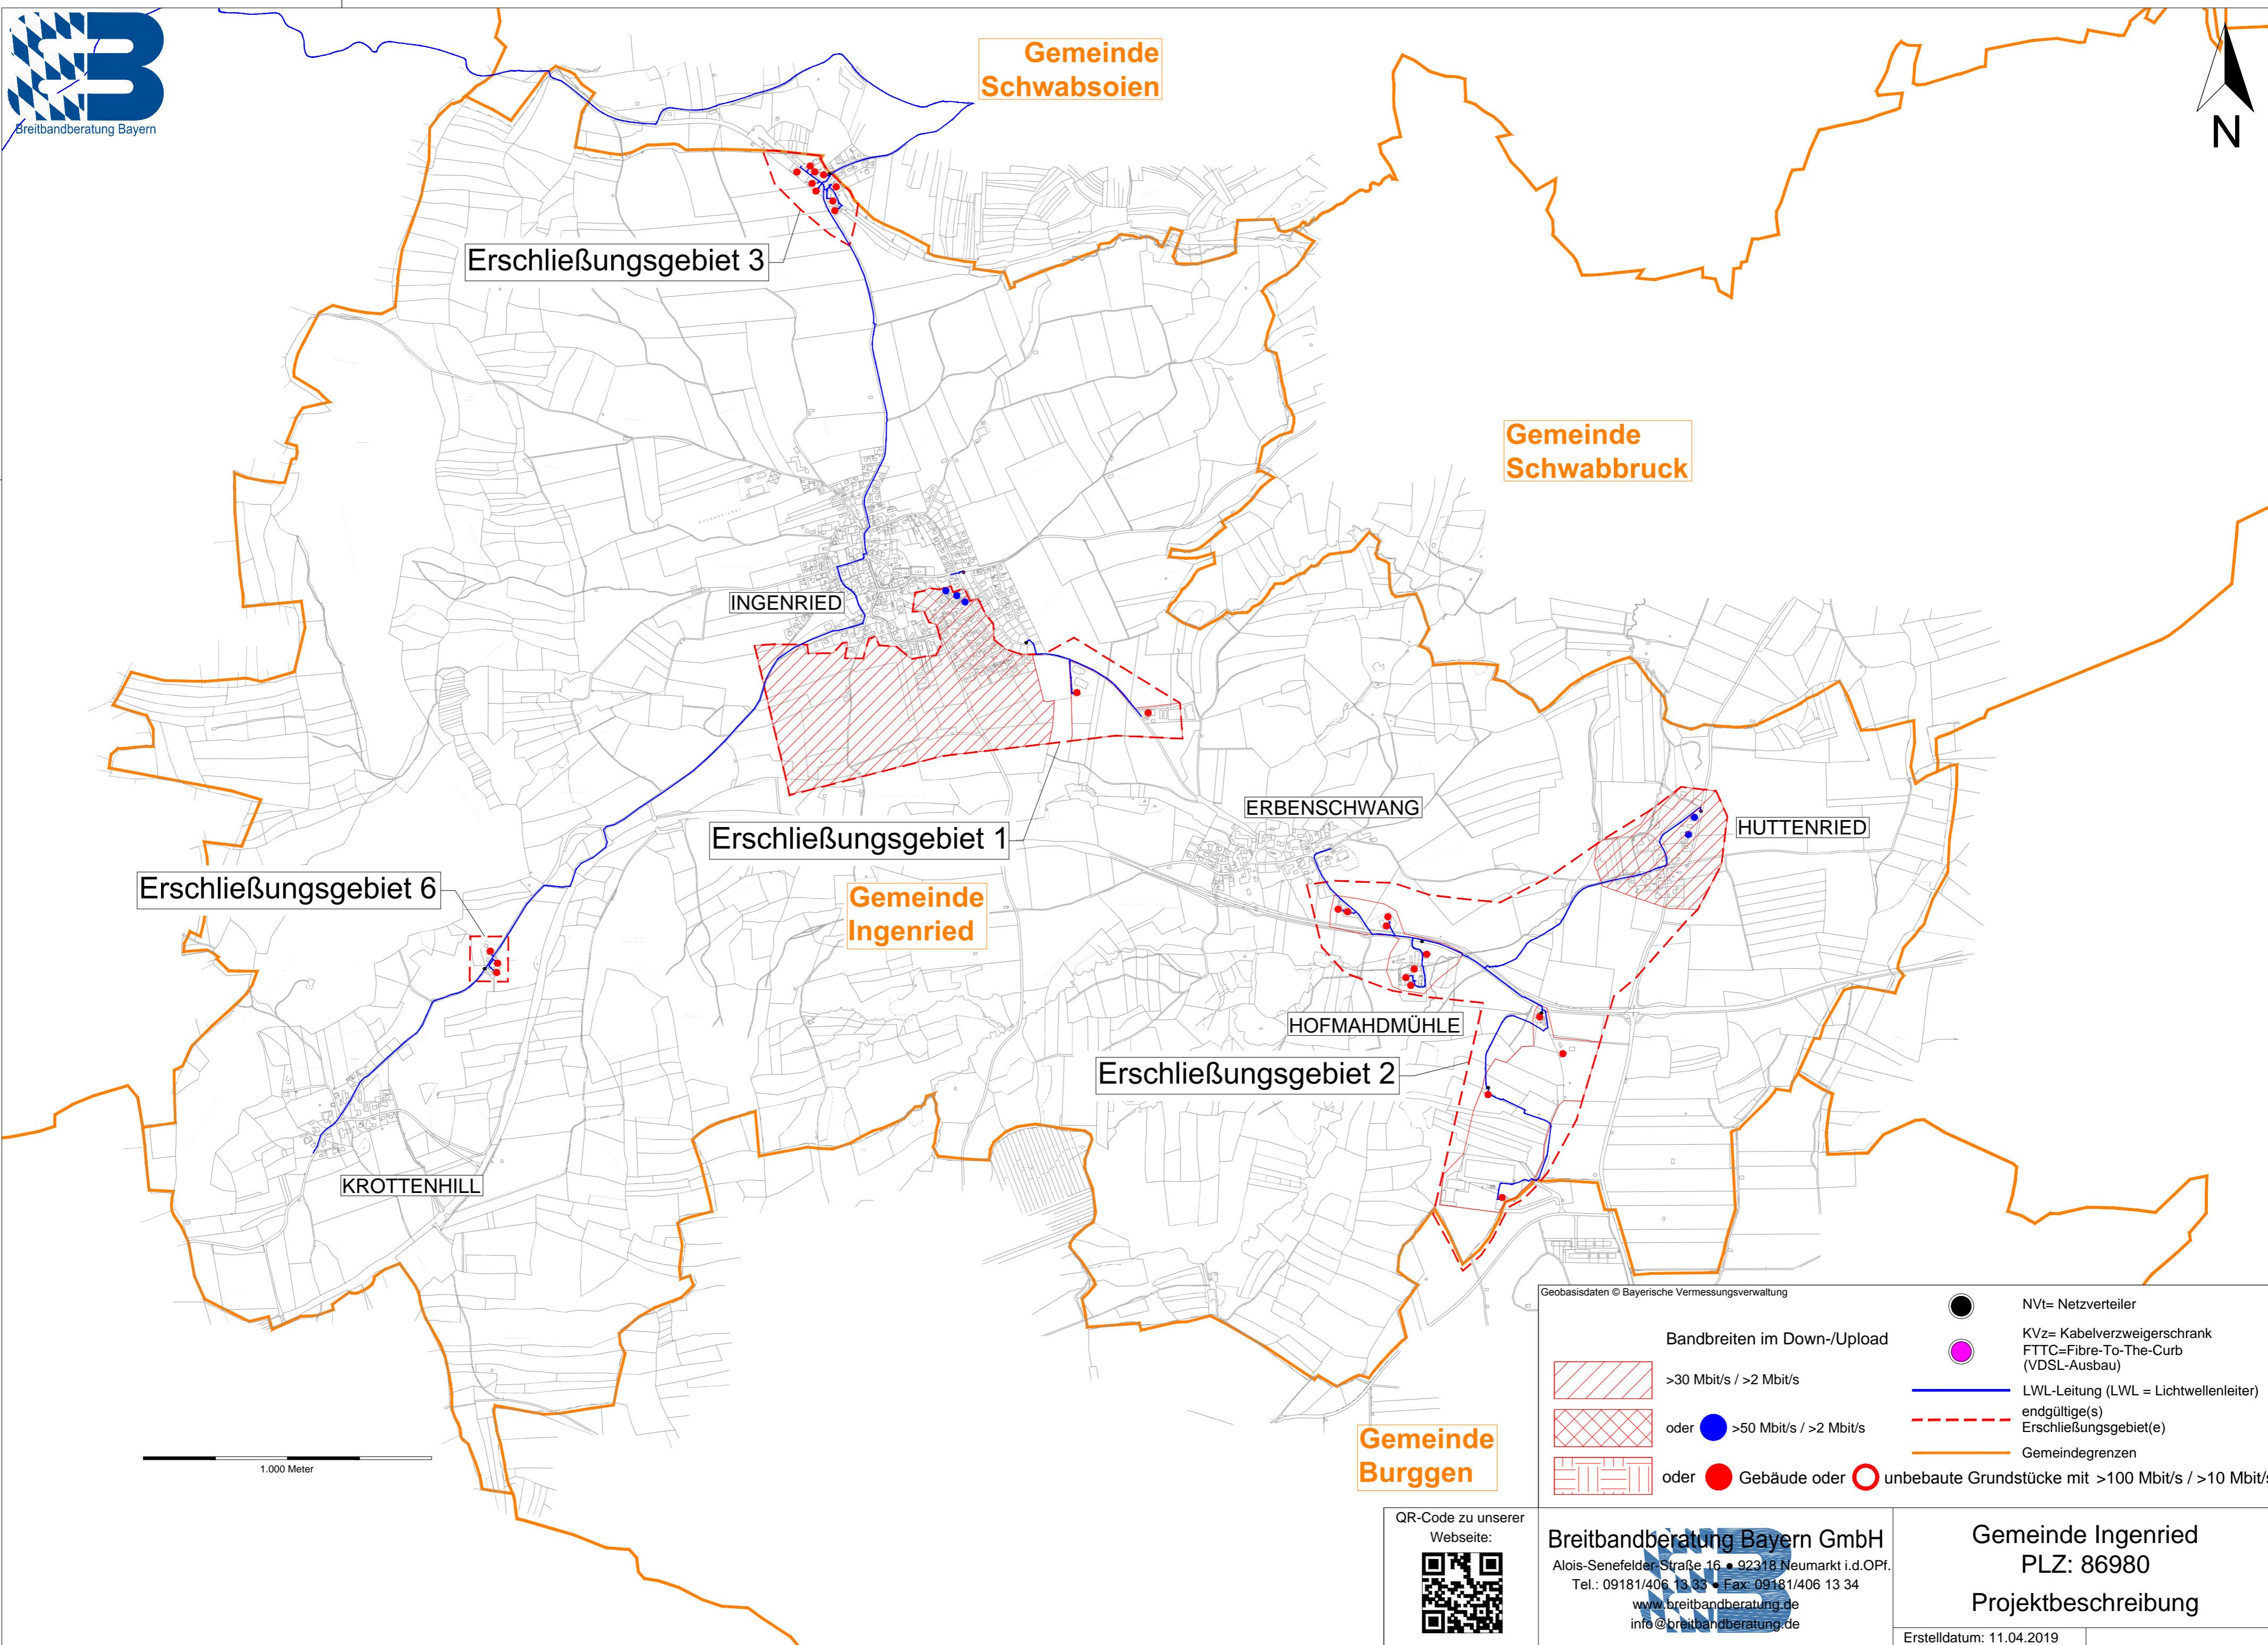 Breitbandberatung Bayern
Gemeinde
Schwabsoien
N
Erschließungsgebiet 3
Gemeinde
Schwabbruck
INGENRIED
ERBENSCHWANG
HUTTENRIED
Erschließungsgebiet 1
Erschließungsgebiet 6
Gemeinde
Ingenried
HOFMAHDMÜHLE
Erschließungsgebiet 2
KROTTENHILL
1.000 Meter
Gemeinde
Burggen
Geobasisdaten © Bayerische Vermessungsverwaltung
Bandbreiten im Down-/Upload
>30 Mbit/s / >2 Mbit/s
oder >50 Mbit/s / >2 Mbit/s
oder Gebäude oder unbebaute Grundstücke mit >100 Mbit/s / >10 Mbit/s
NVt= Netzverteiler
KVz= Kabelverzweigerschrank
FTTC=Fibre-To-The-Curb
(VDSL-Ausbau)
LWL-Leitung (LWL = Lichtwellenleiter)
endgültige(s)
Erschließungsgebiet(e)
Gemeindegrenzen
QR-Code zu unserer
Webseite:
Breitbandberatung Bayern GmbH
Alois-Senefelder-Straße 16 ● 92318 Neumarkt i.d.OPf.
Tel.: 09181/406 13 33 ● Fax: 09181/406 13 34
www.breitbandberatung.de
info@breitbandberatung.de
Gemeinde Ingenried
PLZ: 86980
Projektbeschreibung
Erstelldatum: 11.04.2019